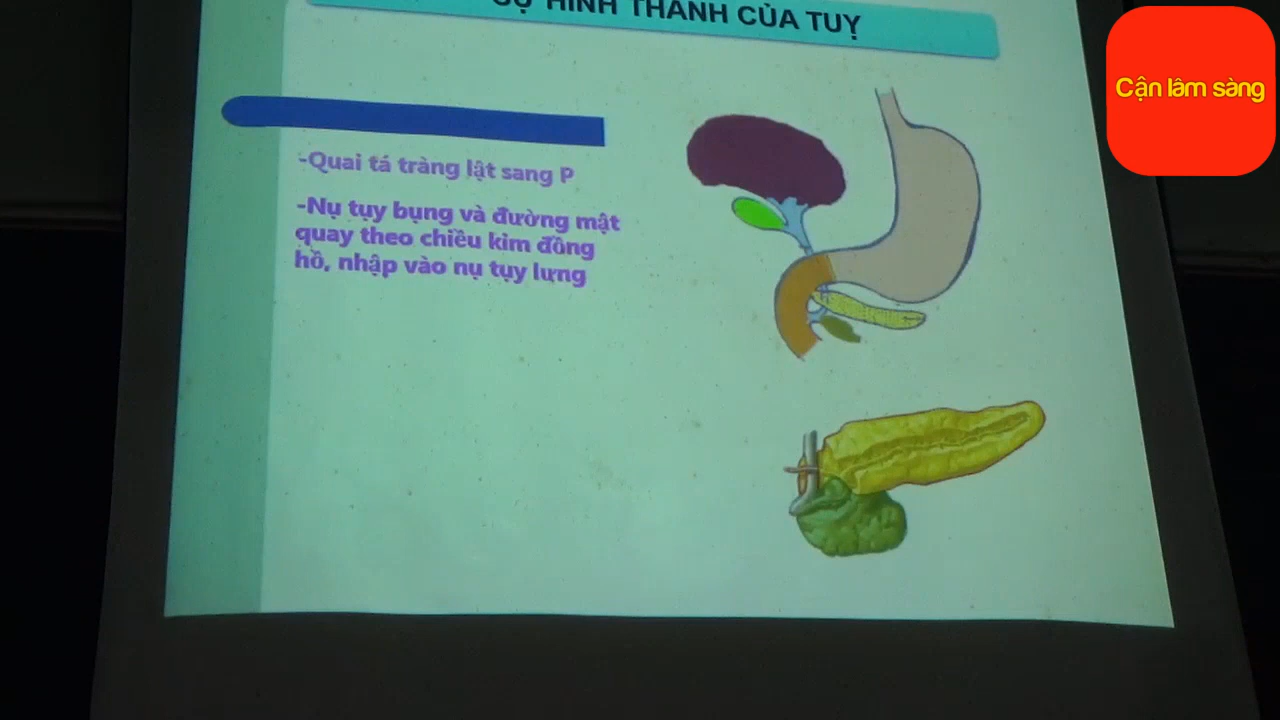 SỰ HÌNH THÀNH CỦA TUỴ
Cận lâm sàng
-Quai tá tràng lật sang P
-Nụ tụy bụng và đường mật
quay theo chiều kim đồng
hồ, nhập vào nụ tụy lưng